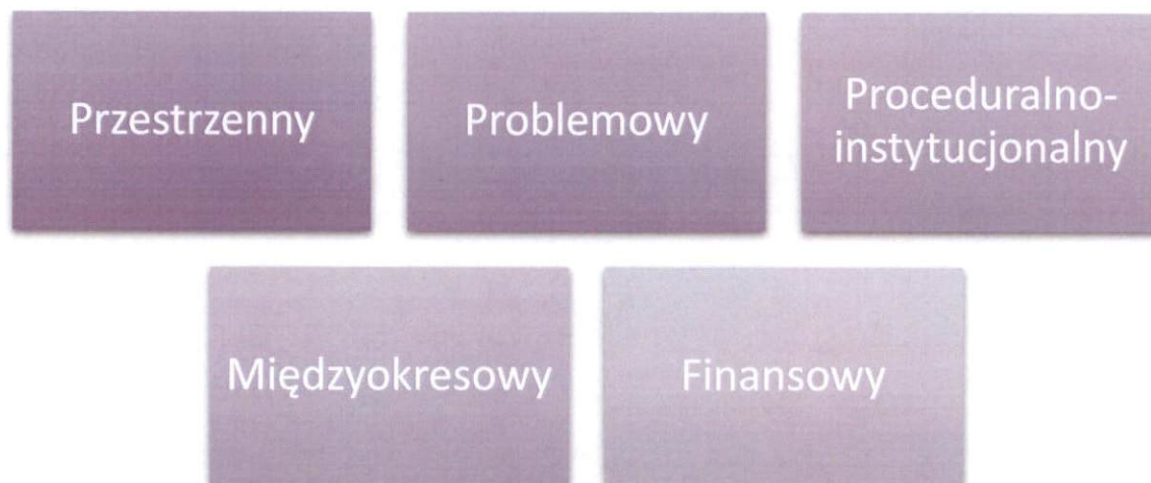 Przestrzenny
Problemowy
Proceduralno-
instytucjonalny
Międzyokresowy
Finansowy